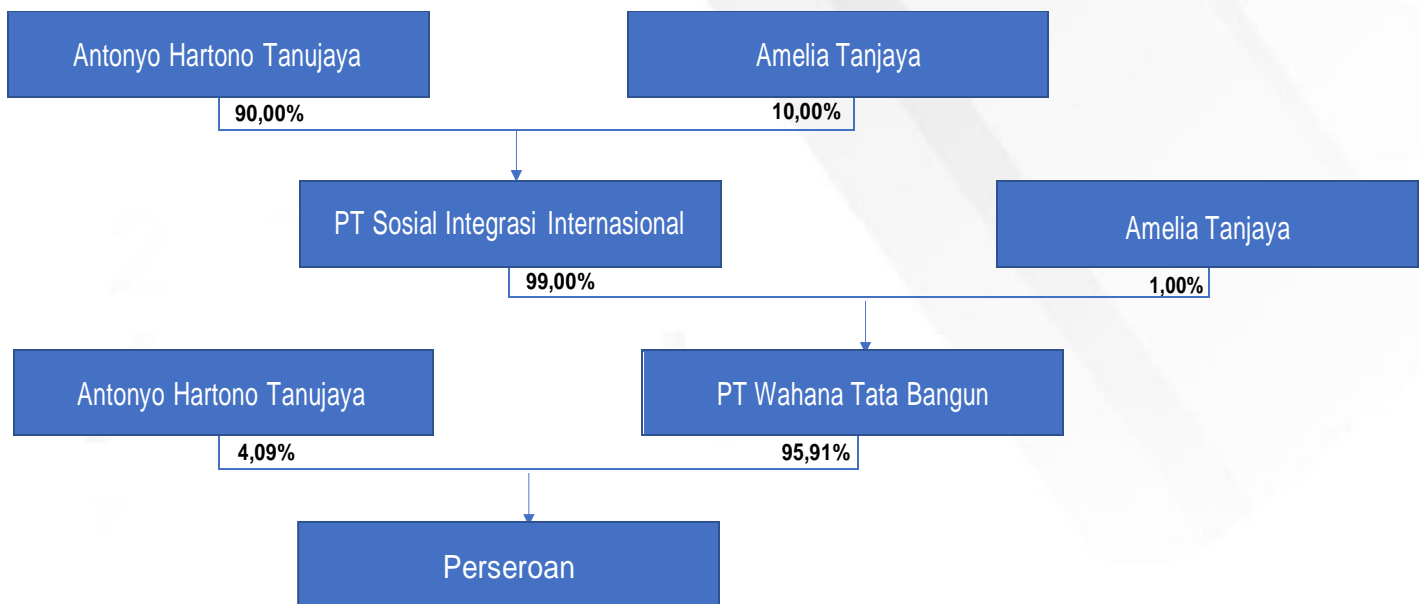 Antonyo Hartono Tanujaya
Amelia Tanjaya
90,00%
10,00%
PT Sosial Integrasi Internasional
Amelia Tanjaya
99,00%
1,00%
Antonyo Hartono Tanujaya
PT Wahana Tata Bangun
4,09%
95,91%
Perseroan